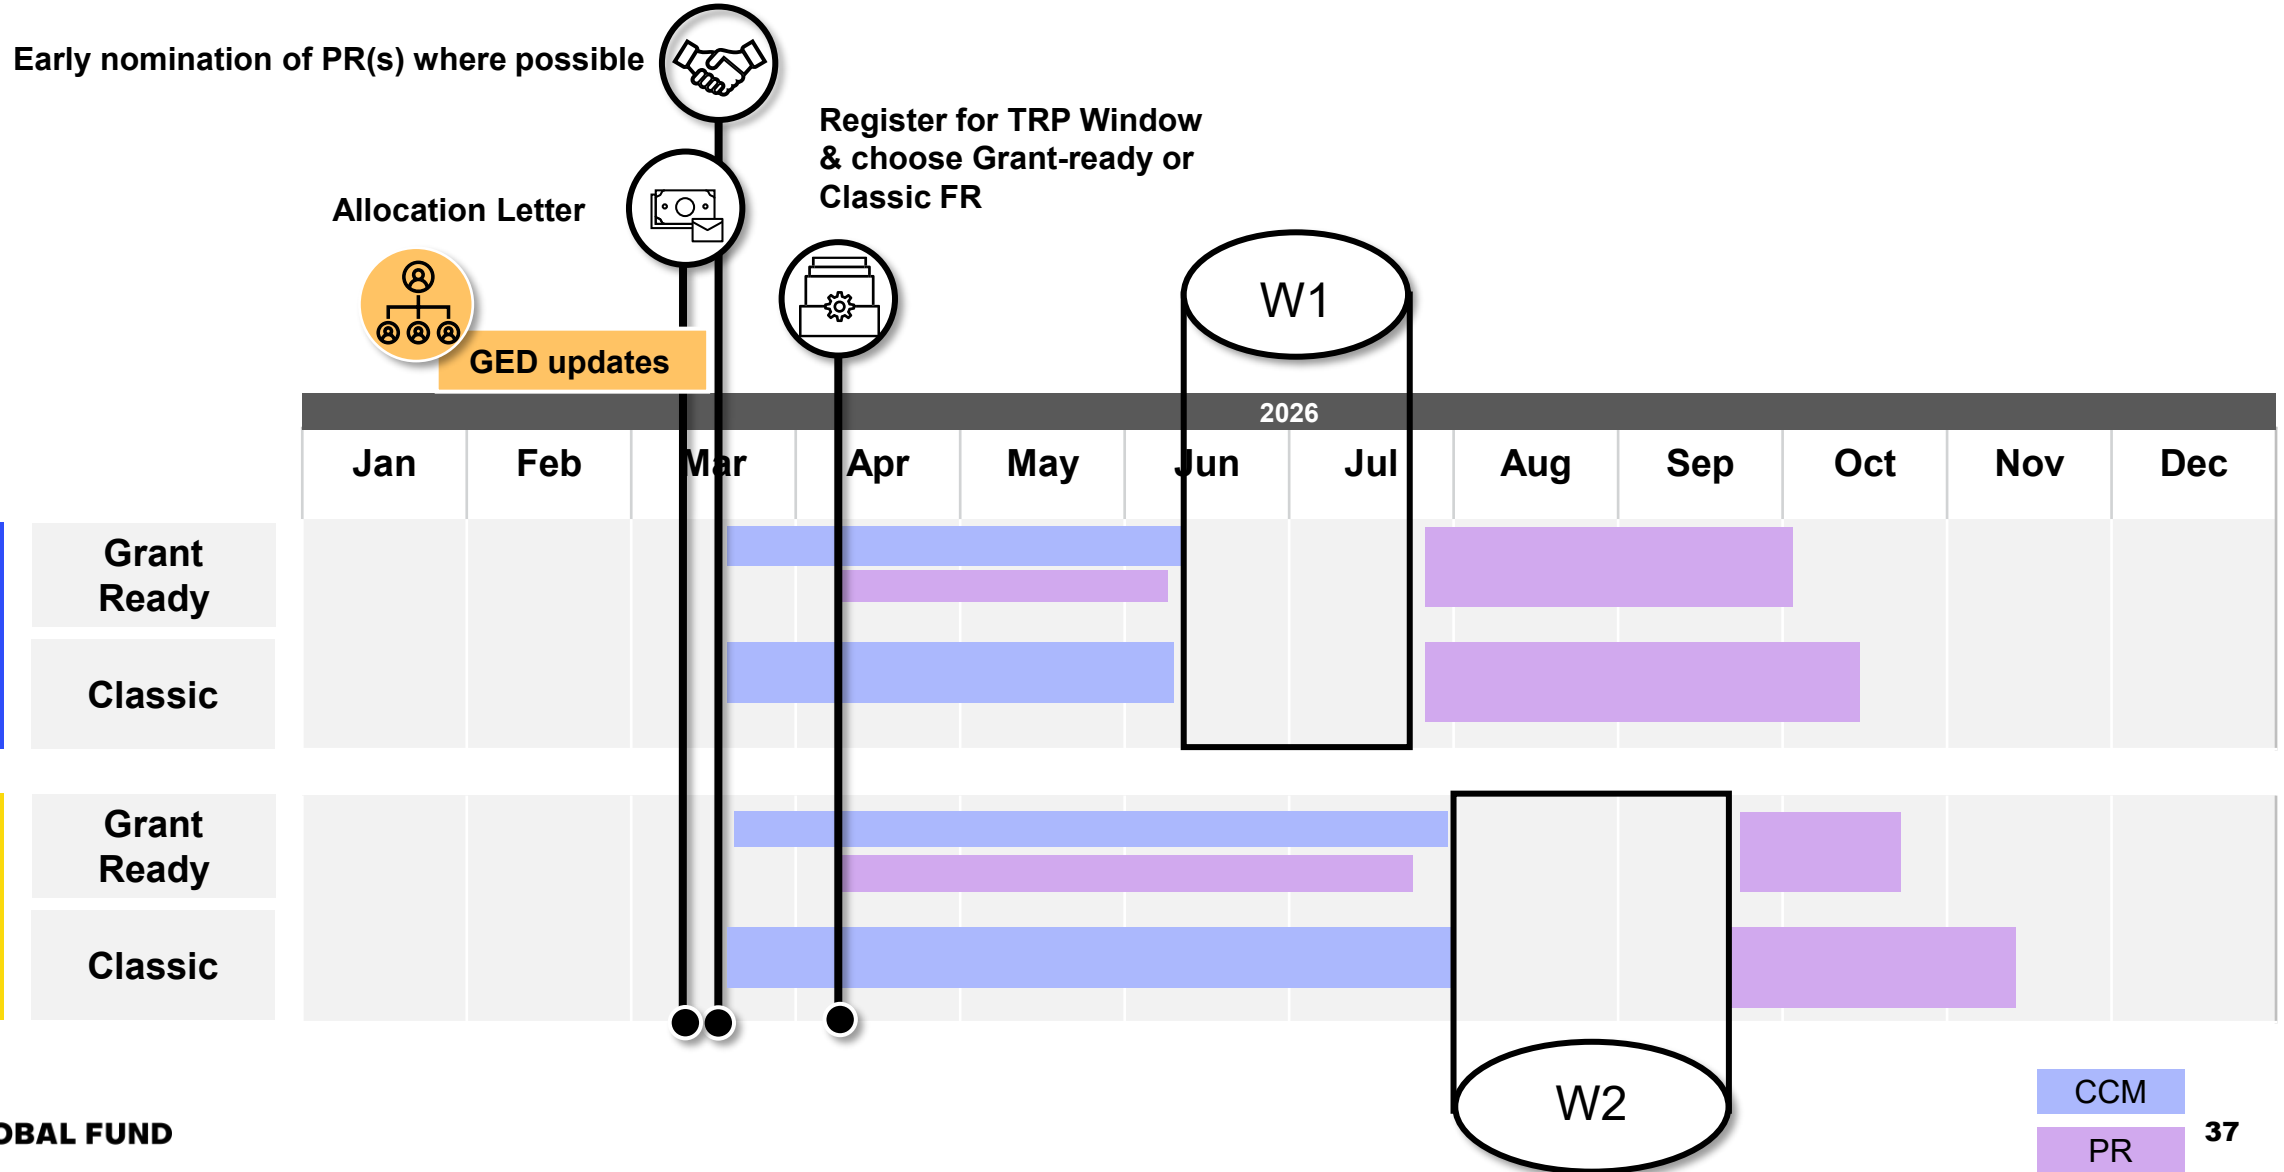 Early nomination of PR(s) where possible
Register for TRP Window
& choose Grant-ready or
Classic FR
Allocation Letter
GED updates
W1
2026
Jan
Feb
Mar
Apr
May
Jun
Jul
Aug
Sep
Oct
Nov
Dec
Grant
Ready
Classic
Grant
Ready
Classic
W2
CCM
PR
OBAL FUND
37